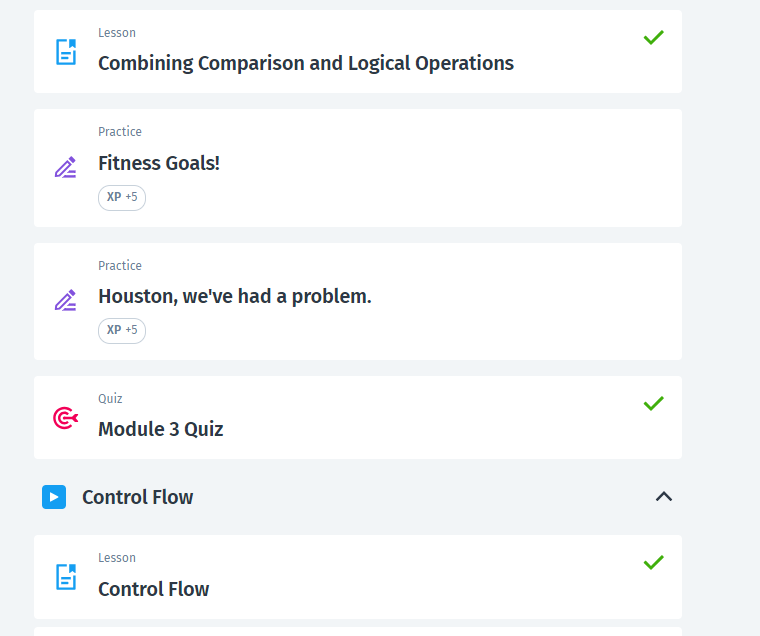 Lesson
Combining Comparison and Logical Operations
Practice
Fitness Goals!
XP +5
Practice
Houston, we've had a problem.
XP +5
Quiz
Module 3 Quiz
Control Flow
Lesson
Control Flow